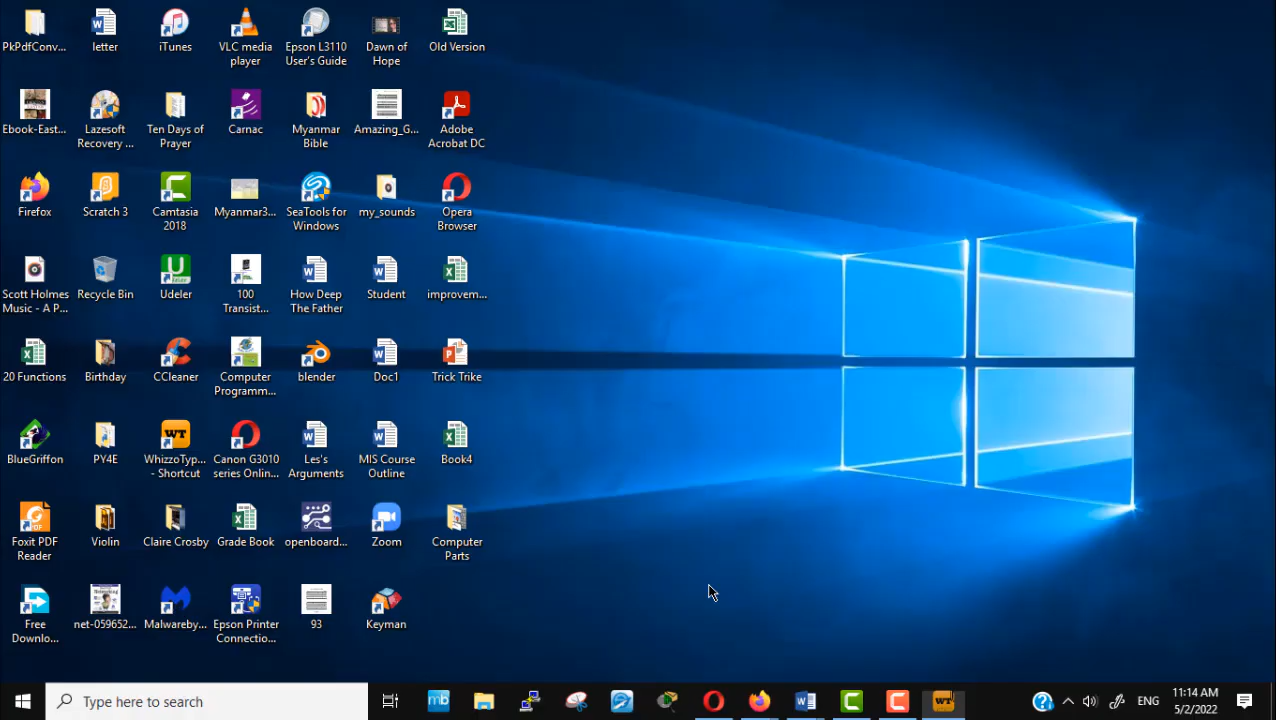 PkPdfConv...
letter
iTunes
VLC media
player
Epson L3110
User's Guide
Dawn of
Hope
Old Version
Ebook-East...
Lazesoft
Recovery ...
Ten Days of
Prayer
Carnac
Myanmar
Bible
Amazing_G...
Adobe
Acrobat DC
Firefox
Scratch 3
Camtasia
2018
Myanmar3...
SeaTools for
Windows
my_sounds
Opera
Browser
Scott Holmes
Music - A P...
Recycle Bin
Udeler
100
Transist...
How Deep
The Father
Student
improvem...
20 Functions
Birthday
CCleaner
Computer
Programm...
blender
Doc1
Trick Trike
BlueGriffon
PY4E
WhizzoTyp...
- Shortcut
Canon G3010
series Onlin...
Les's
Arguments
MIS Course
Outline
Book4
Foxit PDF
Reader
Violin
Claire Crosby
Grade Book
openboard...
Zoom
Computer
Parts
Free
Downlo...
net-059652...
Malwareby...
Epson Printer
Connectio...
93
Keyman
Type here to search
mb
WT
ENG
11:14 AM
5/2/2022